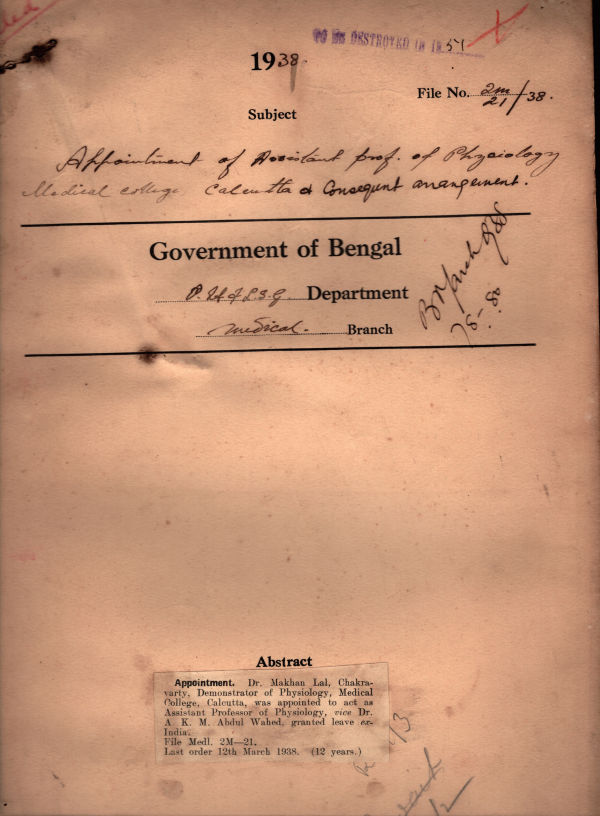 TO BE DESTROYED IN 1951
1938.
File No. 2M/21/38.
Subject
Appointment of Assistant prof. of Physiology
Medical college, Calcutta & Consequent arrangement.
Government of Bengal
P.H & L.S.G. Department
Medical. Branch
B March 1938
Abstract
Appointment. Dr. Makhan Lal, Chakra-
varty, Demonstrator of Physiology, Medical
College, Calcutta, was appointed to act as
Assistant Professor of Physiology, vice Dr.
A K. M. Abdul Wahed, granted leave ex-
India.
File Medl. 2M—21.
Last order 12th March 1938. (12 years.)